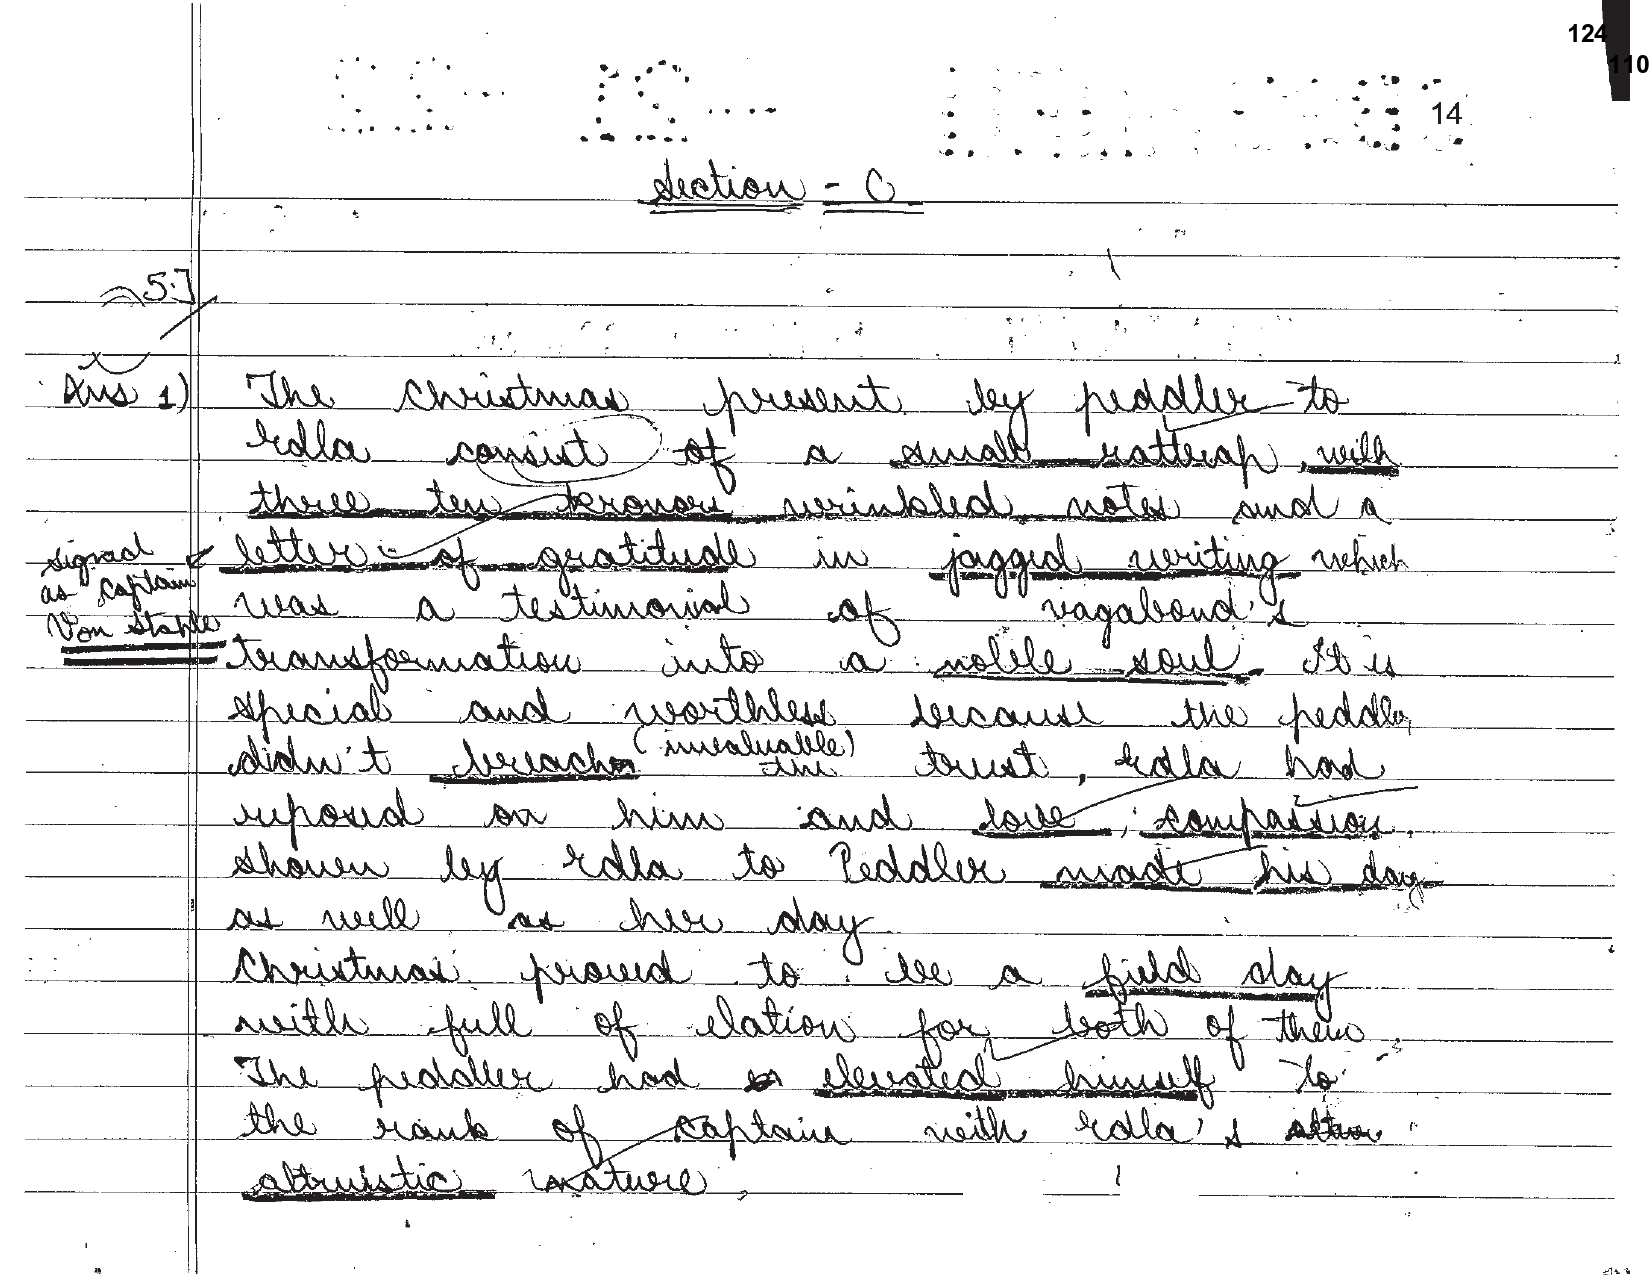 124
110
14
Section - C
5.]
Ans 1) The Christmas present by peddler to
Edla consist of a small rattrap, with
three ten kronors wrinkled notes and a
letter of gratitude in jagged writing which
signed
as Captain
Von Stahle
was a testimonial of vagabond's
transformation into a noble soul. It is
special and worthless because the peddler
(invaluable)
didn't breach the trust, Edla had
reposed on him and love, compassion,
shown by Edla to Peddler made his day
as well as her day
Christmas proved to be a field day
with full of elation for both of them
The peddler had elevated himself to
the rank of Captain with Edla's
altruistic nature,